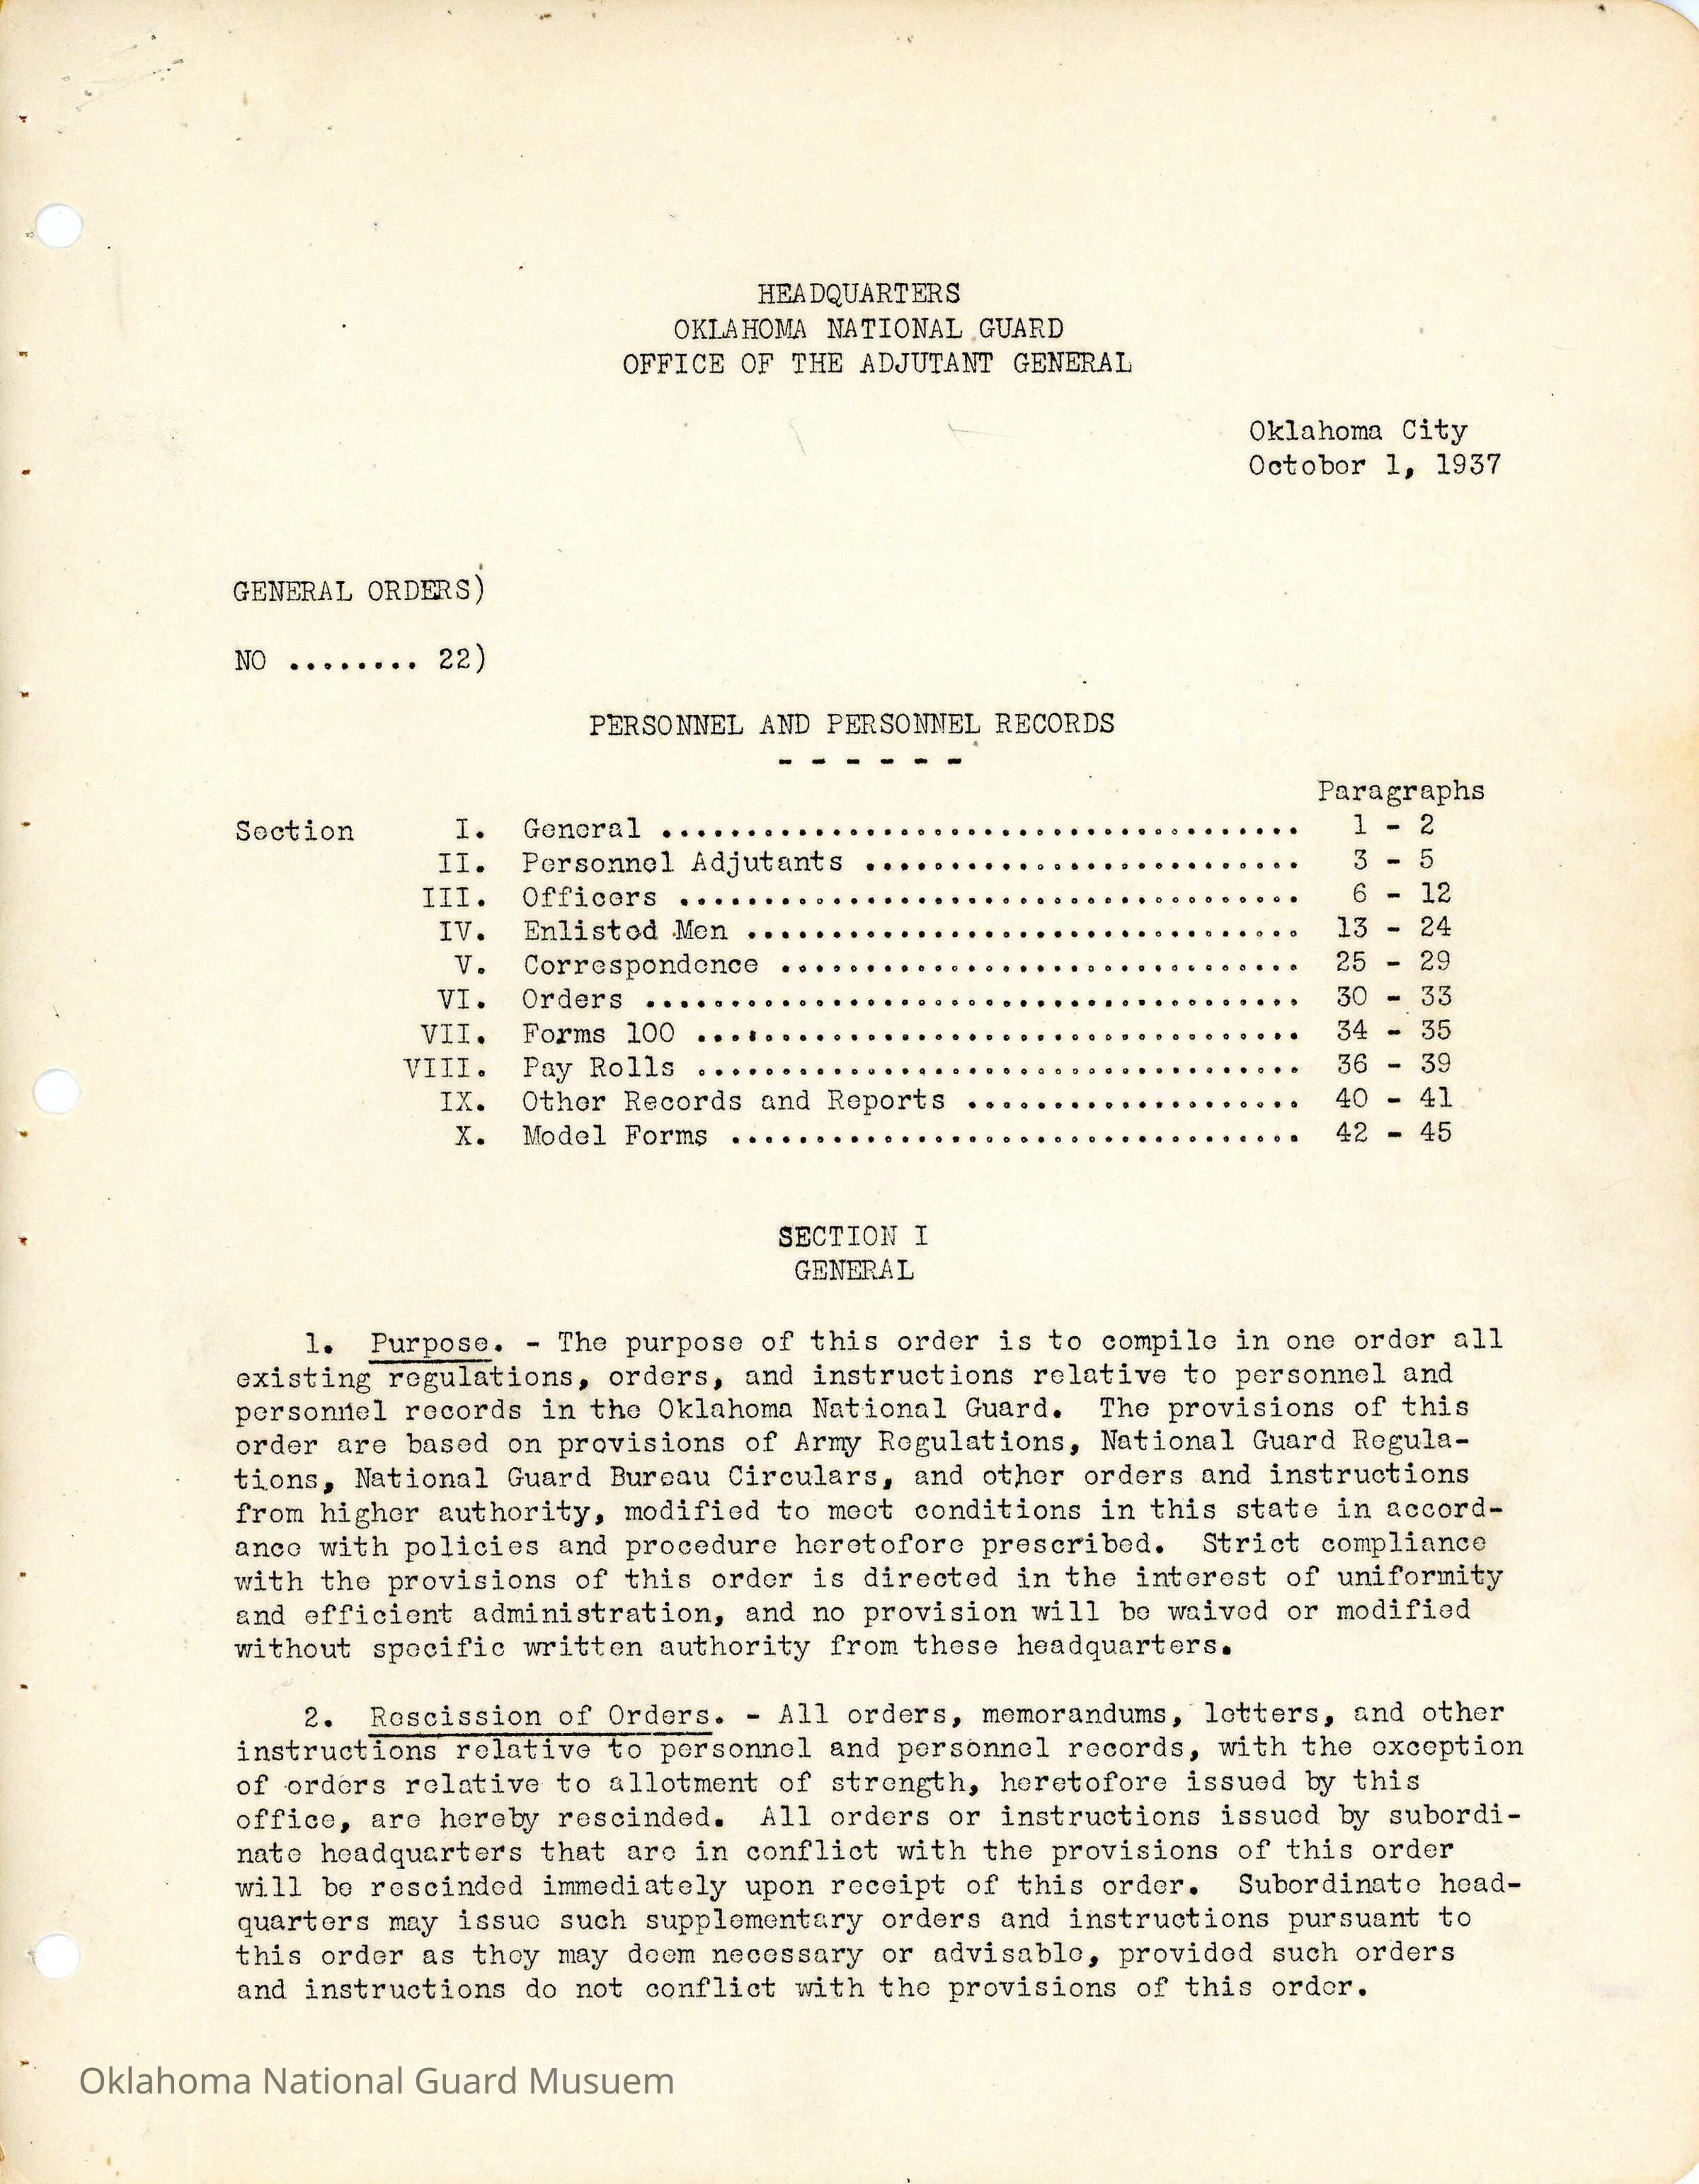 HEADQUARTERS
OKLAHOMA NATIONAL GUARD
OFFICE OF THE ADJUTANT GENERAL
Oklahoma City
October 1, 1937
GENERAL ORDERS)
NO ........ 22)
PERSONNEL AND PERSONNEL RECORDS
- - - - - -
Paragraphs
Section I. General ...................................... 1 - 2
II. Personnel Adjutants .......................... 3 - 5
III. Officers ..................................... 6 - 12
IV. Enlisted Men ................................. 13 - 24
V. Correspondence ............................... 25 - 29
VI. Orders ....................................... 30 - 33
VII. Forms 100 .................................... 34 - 35
VIII. Pay Rolls .................................... 36 - 39
IX. Other Records and Reports .................... 40 - 41
X. Model Forms .................................. 42 - 45
SECTION I
GENERAL
1. Purpose. - The purpose of this order is to compile in one order all
existing regulations, orders, and instructions relative to personnel and
personnel records in the Oklahoma National Guard. The provisions of this
order are based on provisions of Army Regulations, National Guard Regula-
tions, National Guard Bureau Circulars, and other orders and instructions
from higher authority, modified to meet conditions in this state in accord-
ance with policies and procedure heretofore prescribed. Strict compliance
with the provisions of this order is directed in the interest of uniformity
and efficient administration, and no provision will be waived or modified
without specific written authority from these headquarters.
2. Rescission of Orders. - All orders, memorandums, letters, and other
instructions relative to personnel and personnel records, with the exception
of orders relative to allotment of strength, heretofore issued by this
office, are hereby rescinded. All orders or instructions issued by subordi-
nate headquarters that are in conflict with the provisions of this order
will be rescinded immediately upon receipt of this order. Subordinate head-
quarters may issue such supplementary orders and instructions pursuant to
this order as they may deem necessary or advisable, provided such orders
and instructions do not conflict with the provisions of this order.
Oklahoma National Guard Musuem